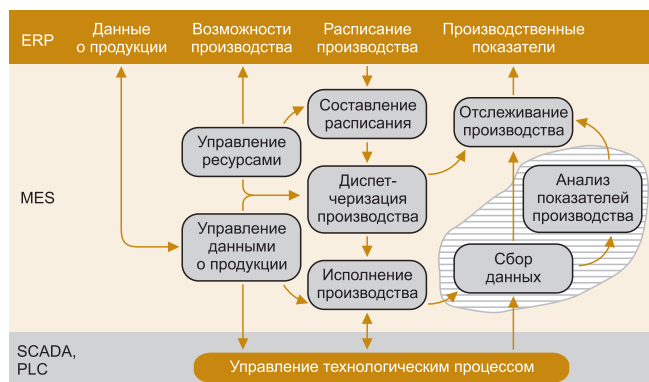 ERP
Данные
о продукции
Возможности
производства
Расписание
производства
Производственные
показатели
MES
Составление
расписания
Отслеживание
производства
Управление
ресурсами
Диспет-
черизация
производства
Анализ
показателей
производства
Управление
данными
о продукции
Исполнение
производства
Сбор
данных
SCADA,
PLC
Управление технологическим процессом